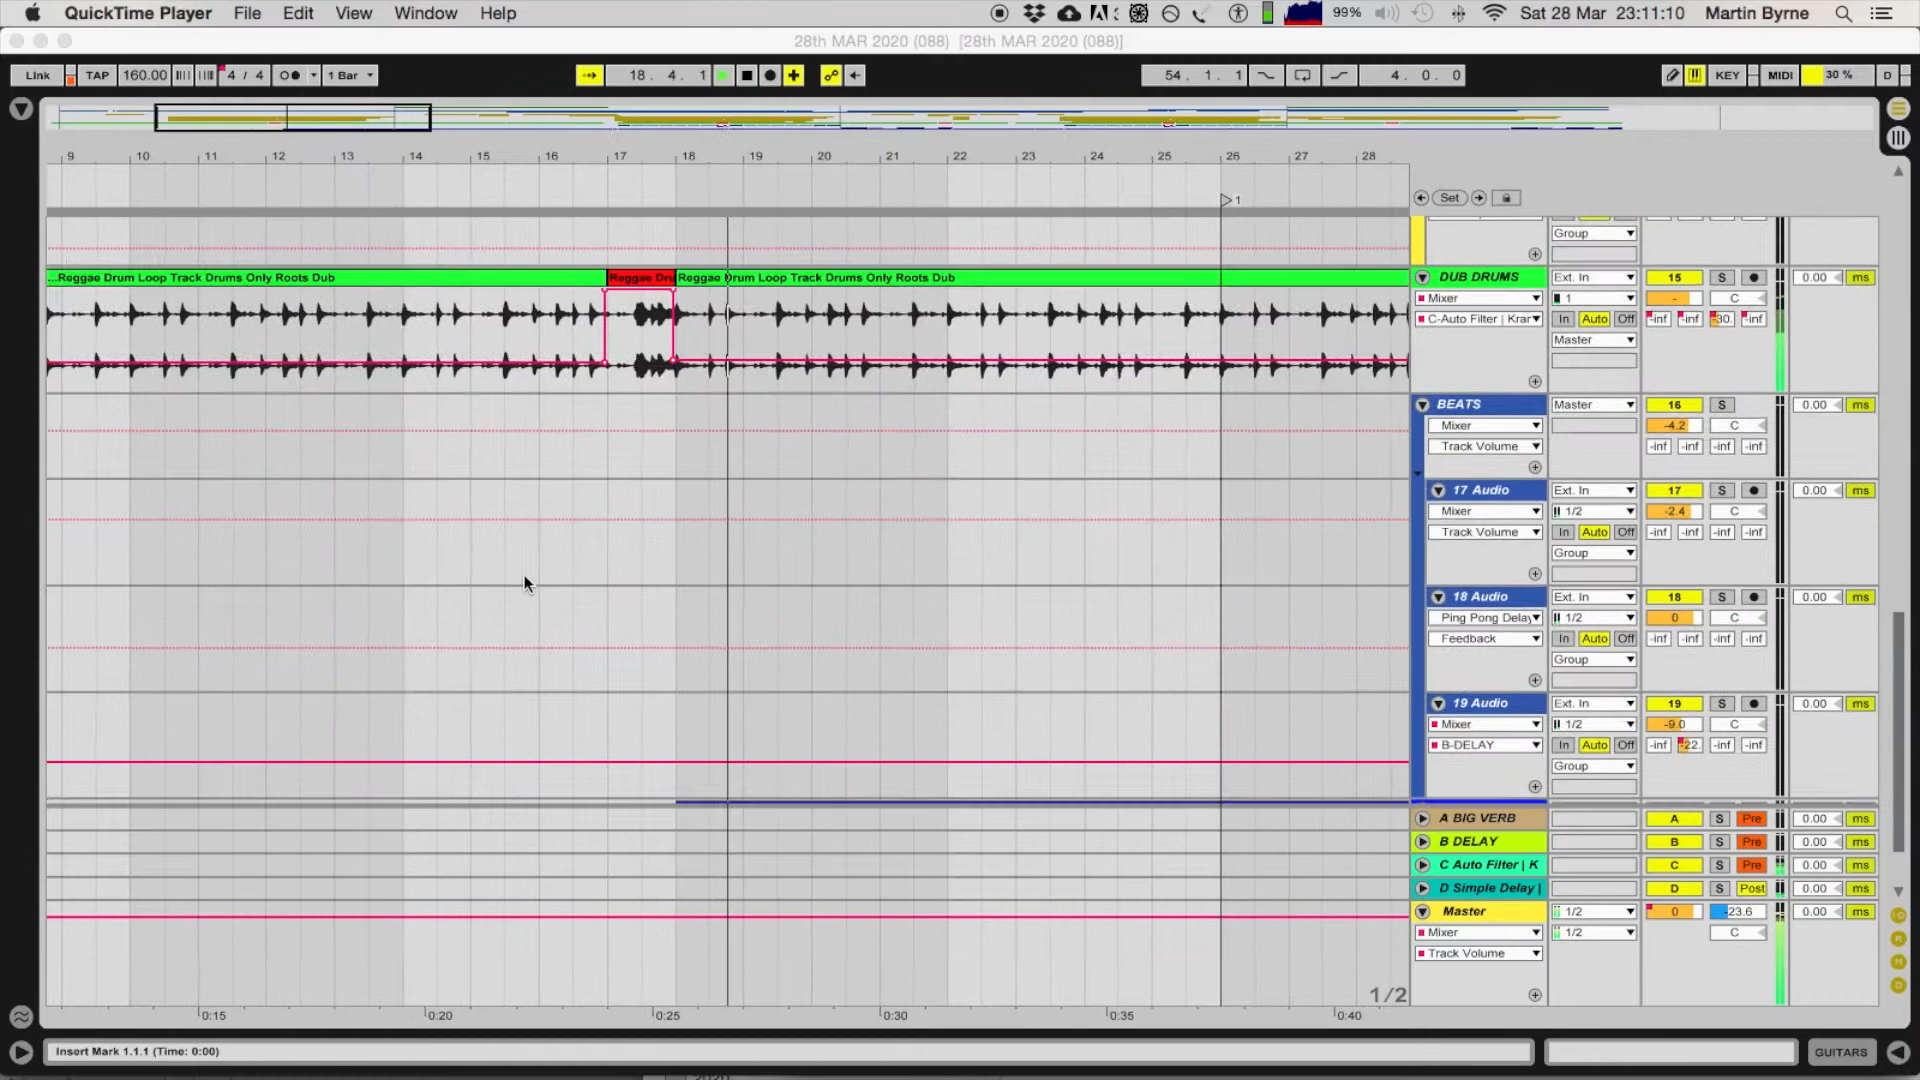 QuickTime Player File Edit View Window Help 99% Sat 28 Mar 23:11:10 Martin Byrne
28th MAR 2020 (088) [28th MAR 2020 (088)]
Link TAP 160.00 4 / 4 1 Bar 18 . 4 . 1 54 . 1 . 1 4 . 0 . 0 KEY MIDI 30 % D
9 10 11 12 13 14 15 16 17 18 19 20 21 22 23 24 25 26 27 28
Set
1
Group
...Reggae Drum Loop Track Drums Only Roots Dub Reggae Dru Reggae Drum Loop Track Drums Only Roots Dub
DUB DRUMS Ext. In 15 S 0.00 ms
Mixer 1 - C
C-Auto Filter | Krar In Auto Off -inf -inf -30. -inf
Master
BEATS Master 16 S 0.00 ms
Mixer -4.2 C
Track Volume -inf -inf -inf -inf
17 Audio Ext. In 17 S 0.00 ms
Mixer 1/2 -2.4 C
Track Volume In Auto Off -inf -inf -inf -inf
Group
18 Audio Ext. In 18 S 0.00 ms
Ping Pong Delay 1/2 0 C
Feedback In Auto Off -inf -inf -inf -inf
Group
19 Audio Ext. In 19 S 0.00 ms
Mixer 1/2 -9.0 C
B-DELAY In Auto Off -inf -22. -inf -inf
Group
A BIG VERB A S Pre 0.00 ms
B DELAY B S Pre 0.00 ms
C Auto Filter | K C S Pre 0.00 ms
D Simple Delay | D S Post 0.00 ms
Master 1/2 0 -23.6 0.00 ms
Mixer 1/2 C
Track Volume
1/2
0:15 0:20 0:25 0:30 0:35 0:40
Insert Mark 1.1.1 (Time: 0:00) GUITARS